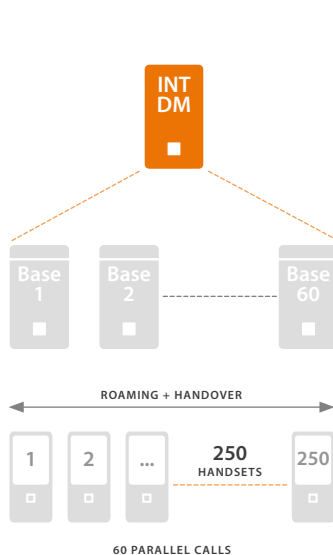 INT
DM
Base
1
Base
2
Base
60
ROAMING + HANDOVER
1
2
...
250
HANDSETS
250
60 PARALLEL CALLS